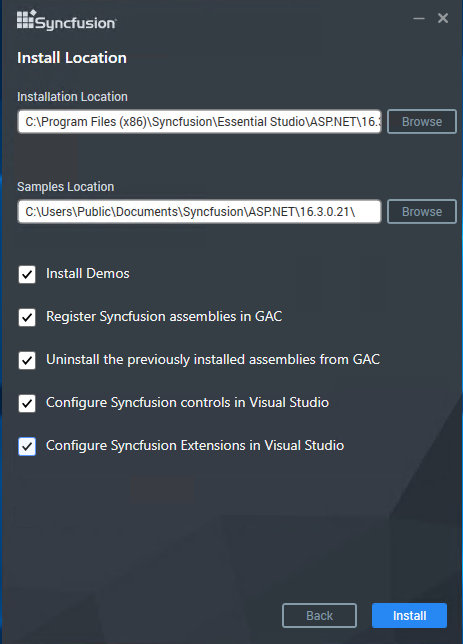 Syncfusion
Install Location
Installation Location
C:\Program Files (x86)\Syncfusion\Essential Studio\ASP.NET\16.3
Browse
Samples Location
C:\Users\Public\Documents\Syncfusion\ASP.NET\16.3.0.21\
Browse
Install Demos
Register Syncfusion assemblies in GAC
Uninstall the previously installed assemblies from GAC
Configure Syncfusion controls in Visual Studio
Configure Syncfusion Extensions in Visual Studio
Back
Install